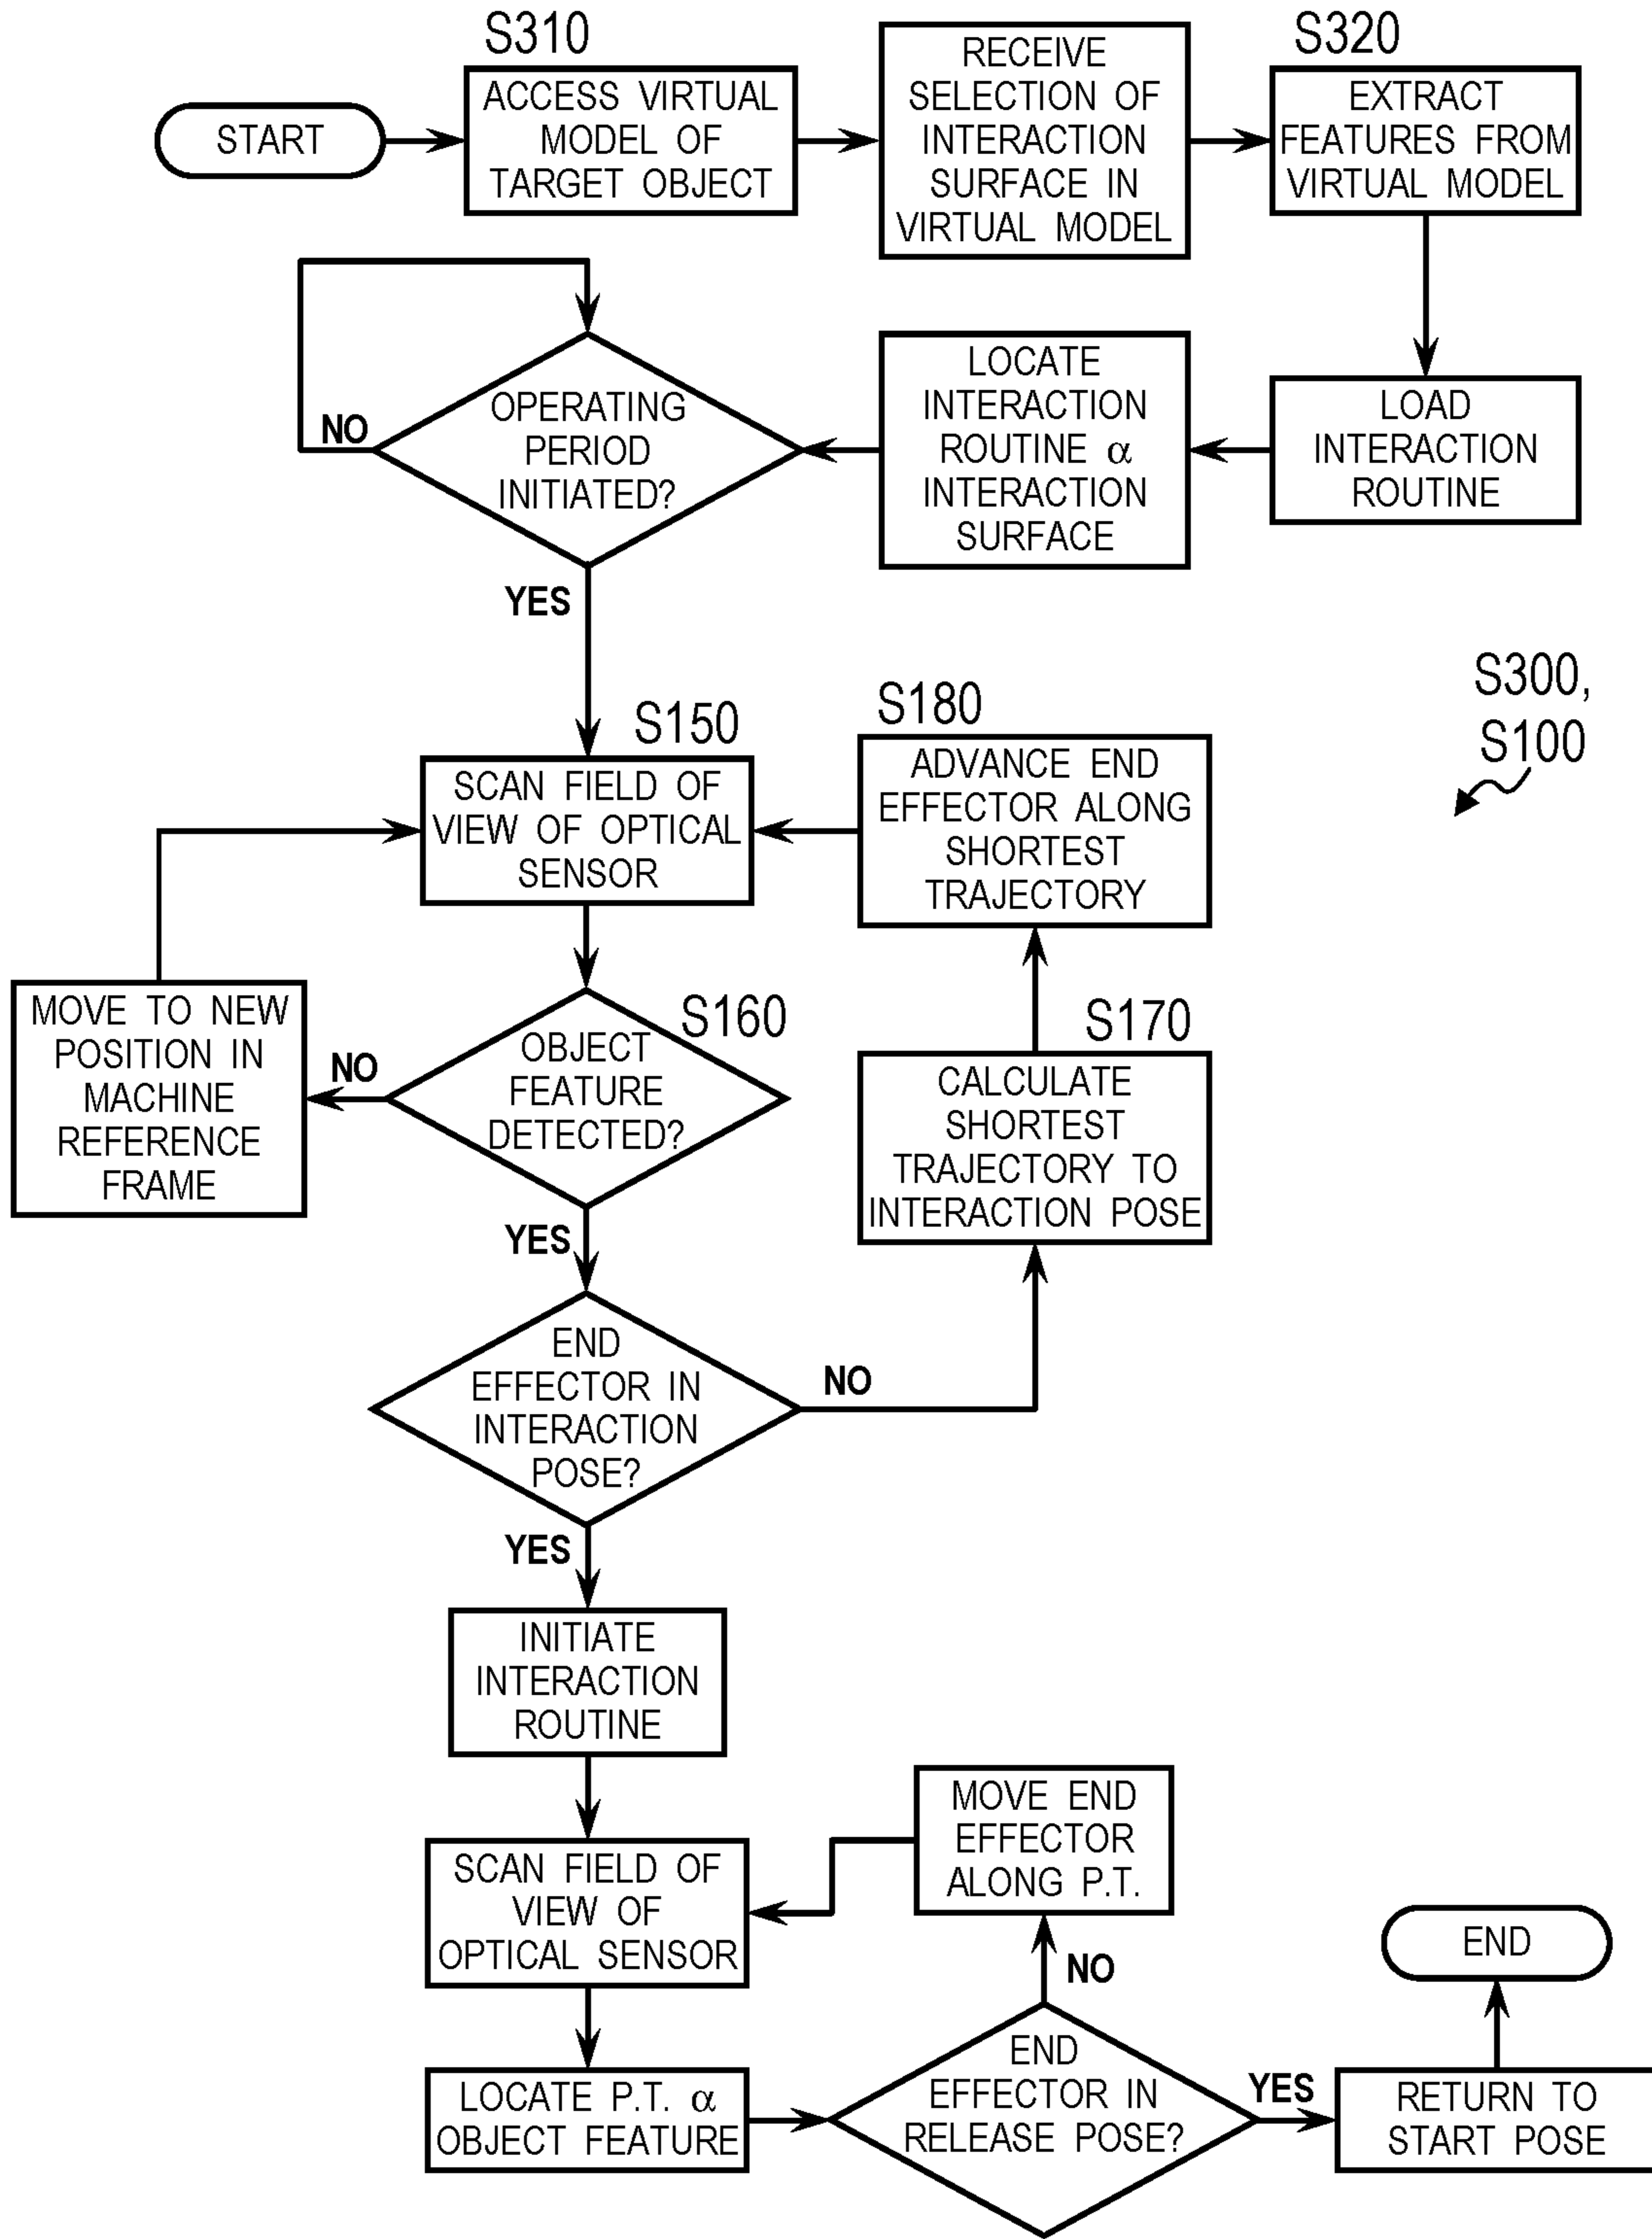 S310
START
ACCESS VIRTUAL
MODEL OF
TARGET OBJECT
RECEIVE
SELECTION OF
INTERACTION
SURFACE IN
VIRTUAL MODEL
S320
EXTRACT
FEATURES FROM
VIRTUAL MODEL
LOAD
INTERACTION
ROUTINE
LOCATE
INTERACTION
ROUTINE α
INTERACTION
SURFACE
OPERATING
PERIOD
INITIATED?
NO
YES
S300,
S100
S150
SCAN FIELD OF
VIEW OF OPTICAL
SENSOR
S160
OBJECT
FEATURE
DETECTED?
NO
MOVE TO NEW
POSITION IN
MACHINE
REFERENCE
FRAME
YES
END
EFFECTOR IN
INTERACTION
POSE?
NO
S170
CALCULATE
SHORTEST
TRAJECTORY TO
INTERACTION POSE
S180
ADVANCE END
EFFECTOR ALONG
SHORTEST
TRAJECTORY
YES
INITIATE
INTERACTION
ROUTINE
SCAN FIELD OF
VIEW OF
OPTICAL SENSOR
LOCATE P.T. α
OBJECT FEATURE
END
EFFECTOR IN
RELEASE POSE?
NO
MOVE END
EFFECTOR
ALONG P.T.
YES
RETURN TO
START POSE
END